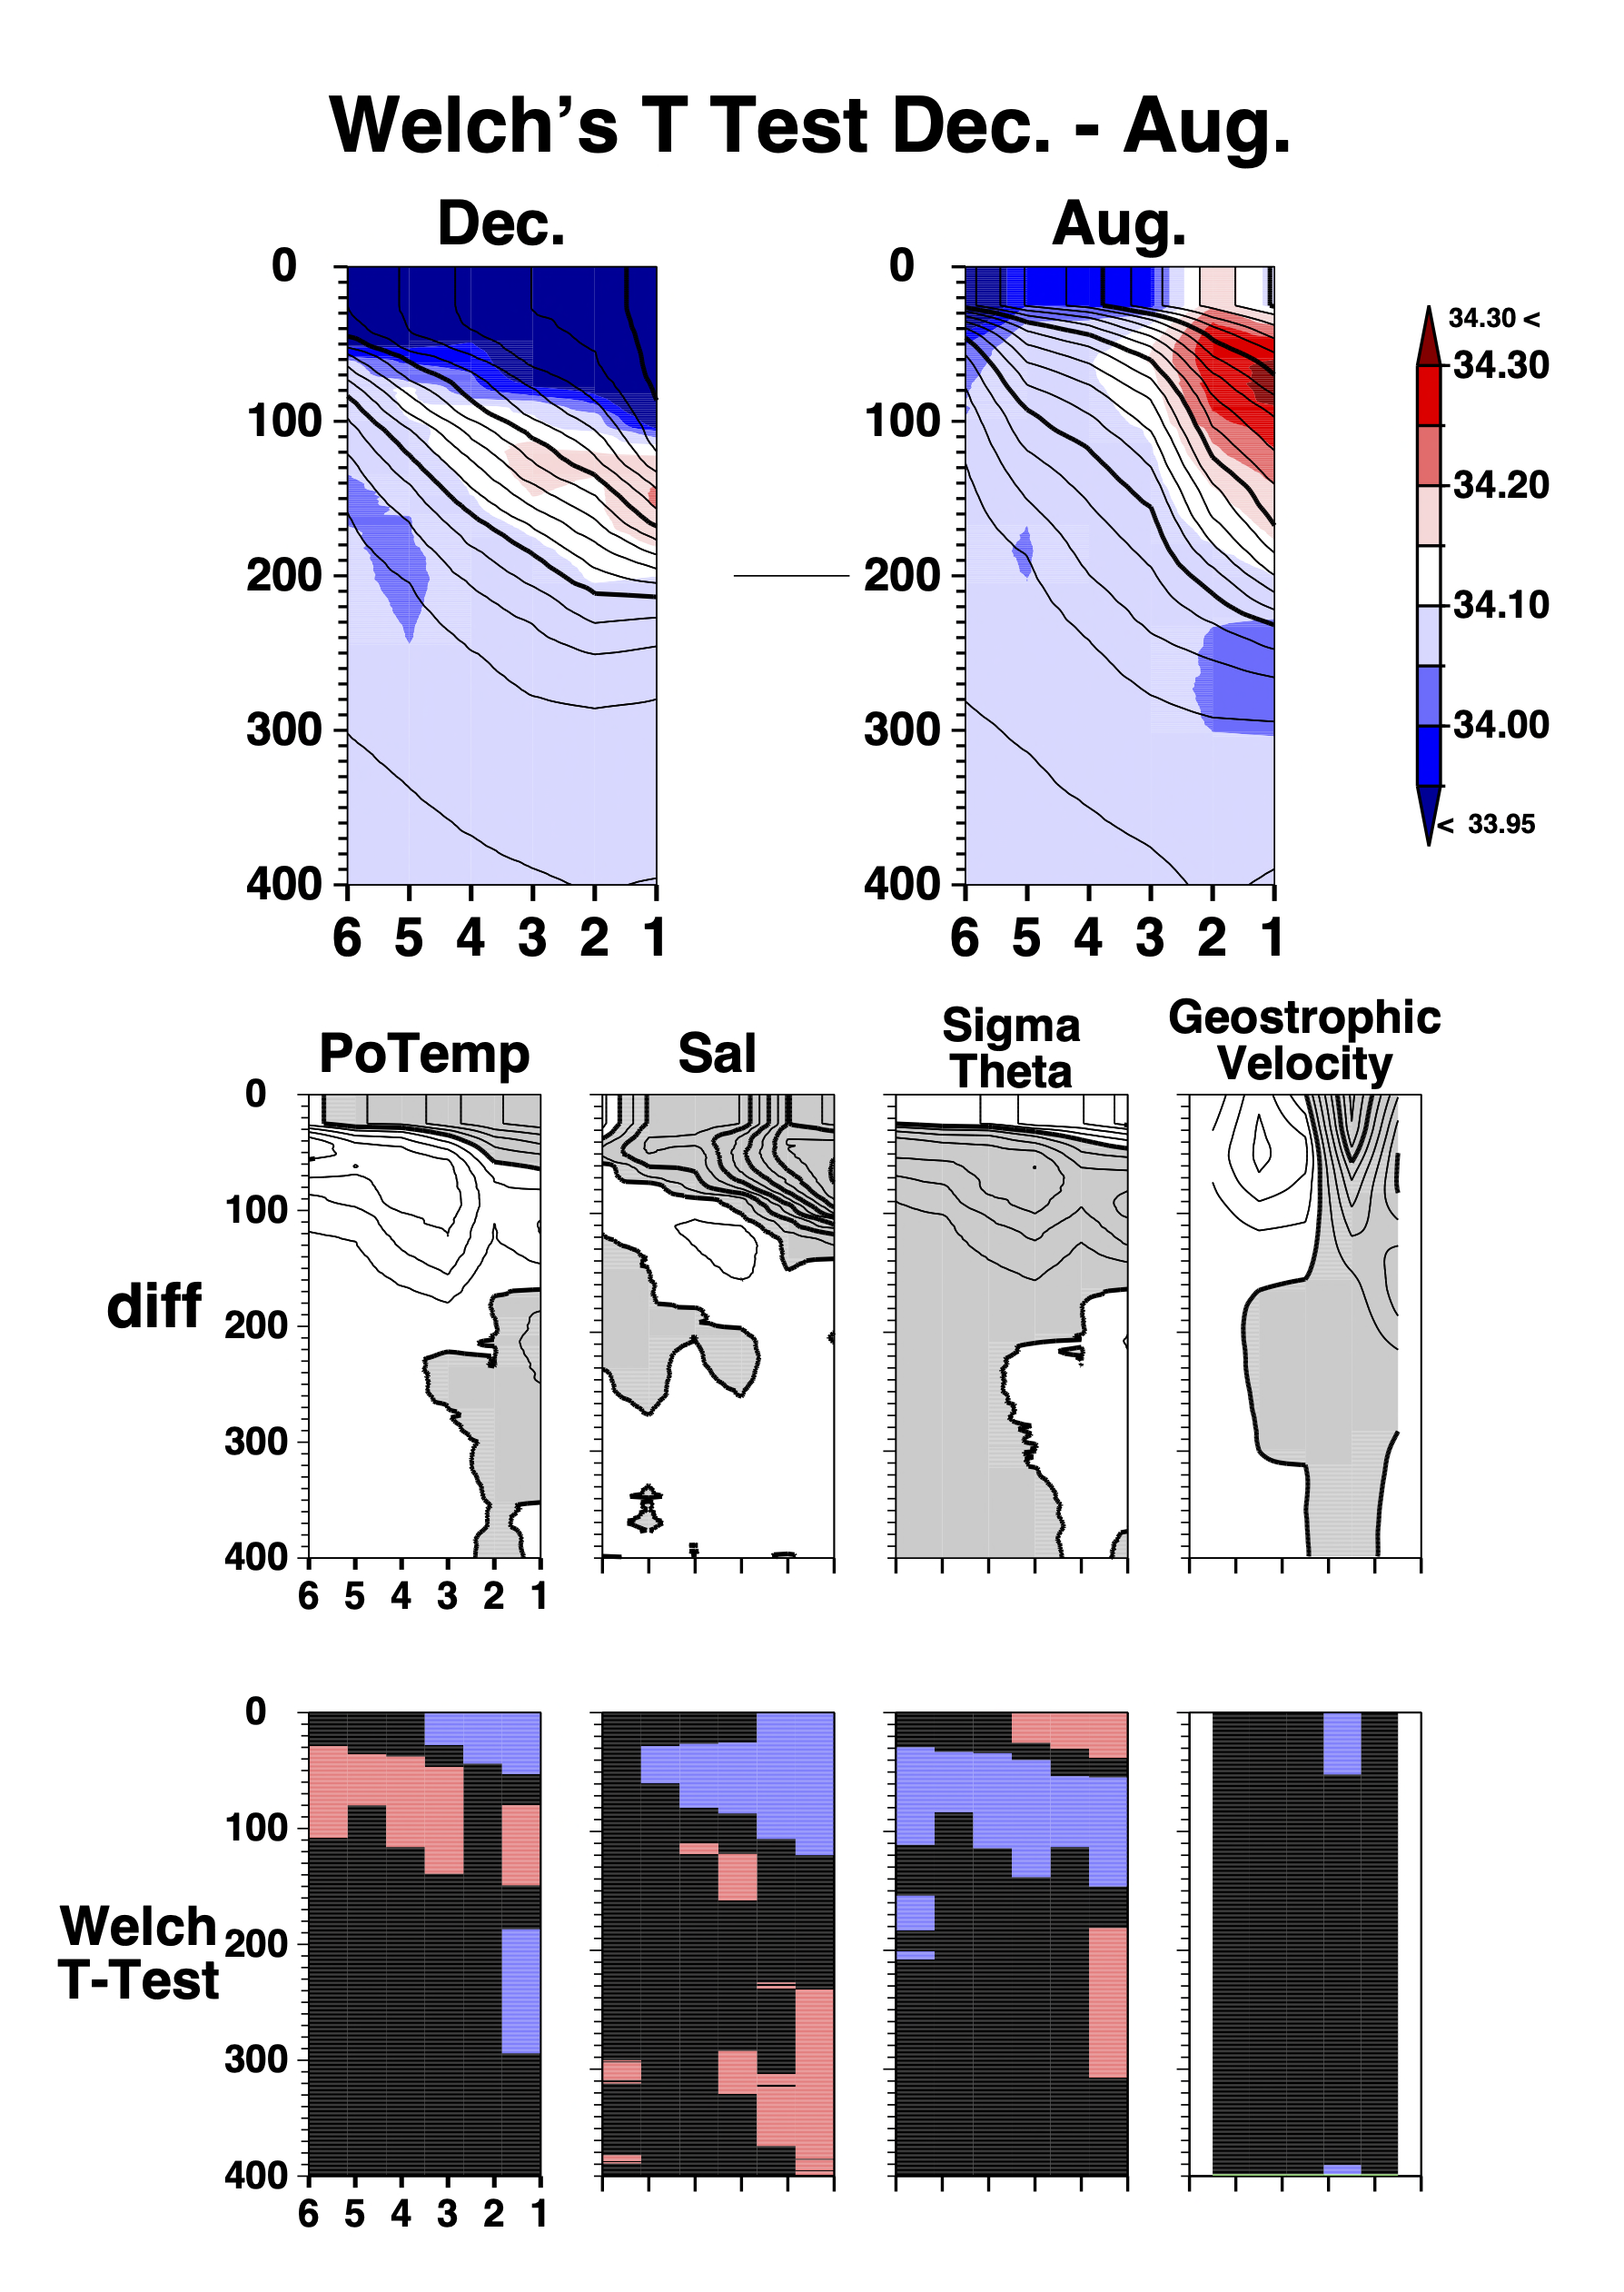 Welch's T Test Dec. - Aug.
Dec.
Aug.
0
100
200
300
400
6 5 4 3 2 1
0
100
200
300
400
6 5 4 3 2 1
34.30 <
34.30
34.20
34.10
34.00
< 33.95
PoTemp
Sal
Sigma
Theta
Geostrophic
Velocity
diff
0
100
200
300
400
6 5 4 3 2 1
Welch
T-Test
0
100
200
300
400
6 5 4 3 2 1